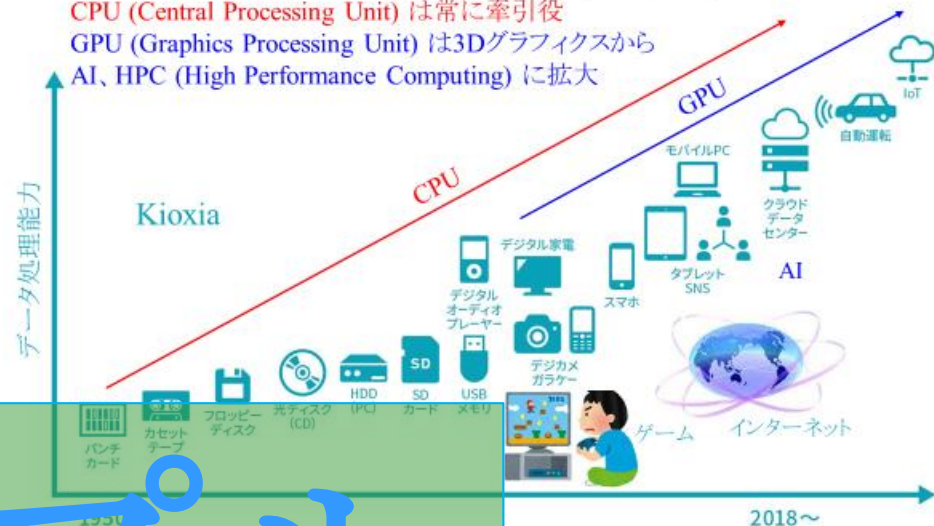 CPU (Central Processing Unit) は常に牽引役
GPU (Graphics Processing Unit) は3Dグラフィクスから
AI、HPC (High Performance Computing) に拡大
データ処理能力
Kioxia
CPU
GPU
IoT
自動運転
モバイルPC
クラウド
データ
センター
AI
タブレット
SNS
スマホ
デジタル家電
デジタル
オーディオ
プレーヤー
デジカメ
ガラケー
USB
メモリ
SD
SD
カード
HDD
(PC)
光ディスク
(CD)
フロッピー
ディスク
カセット
テープ
パンチ
カード
ゲーム
インターネット
2018～